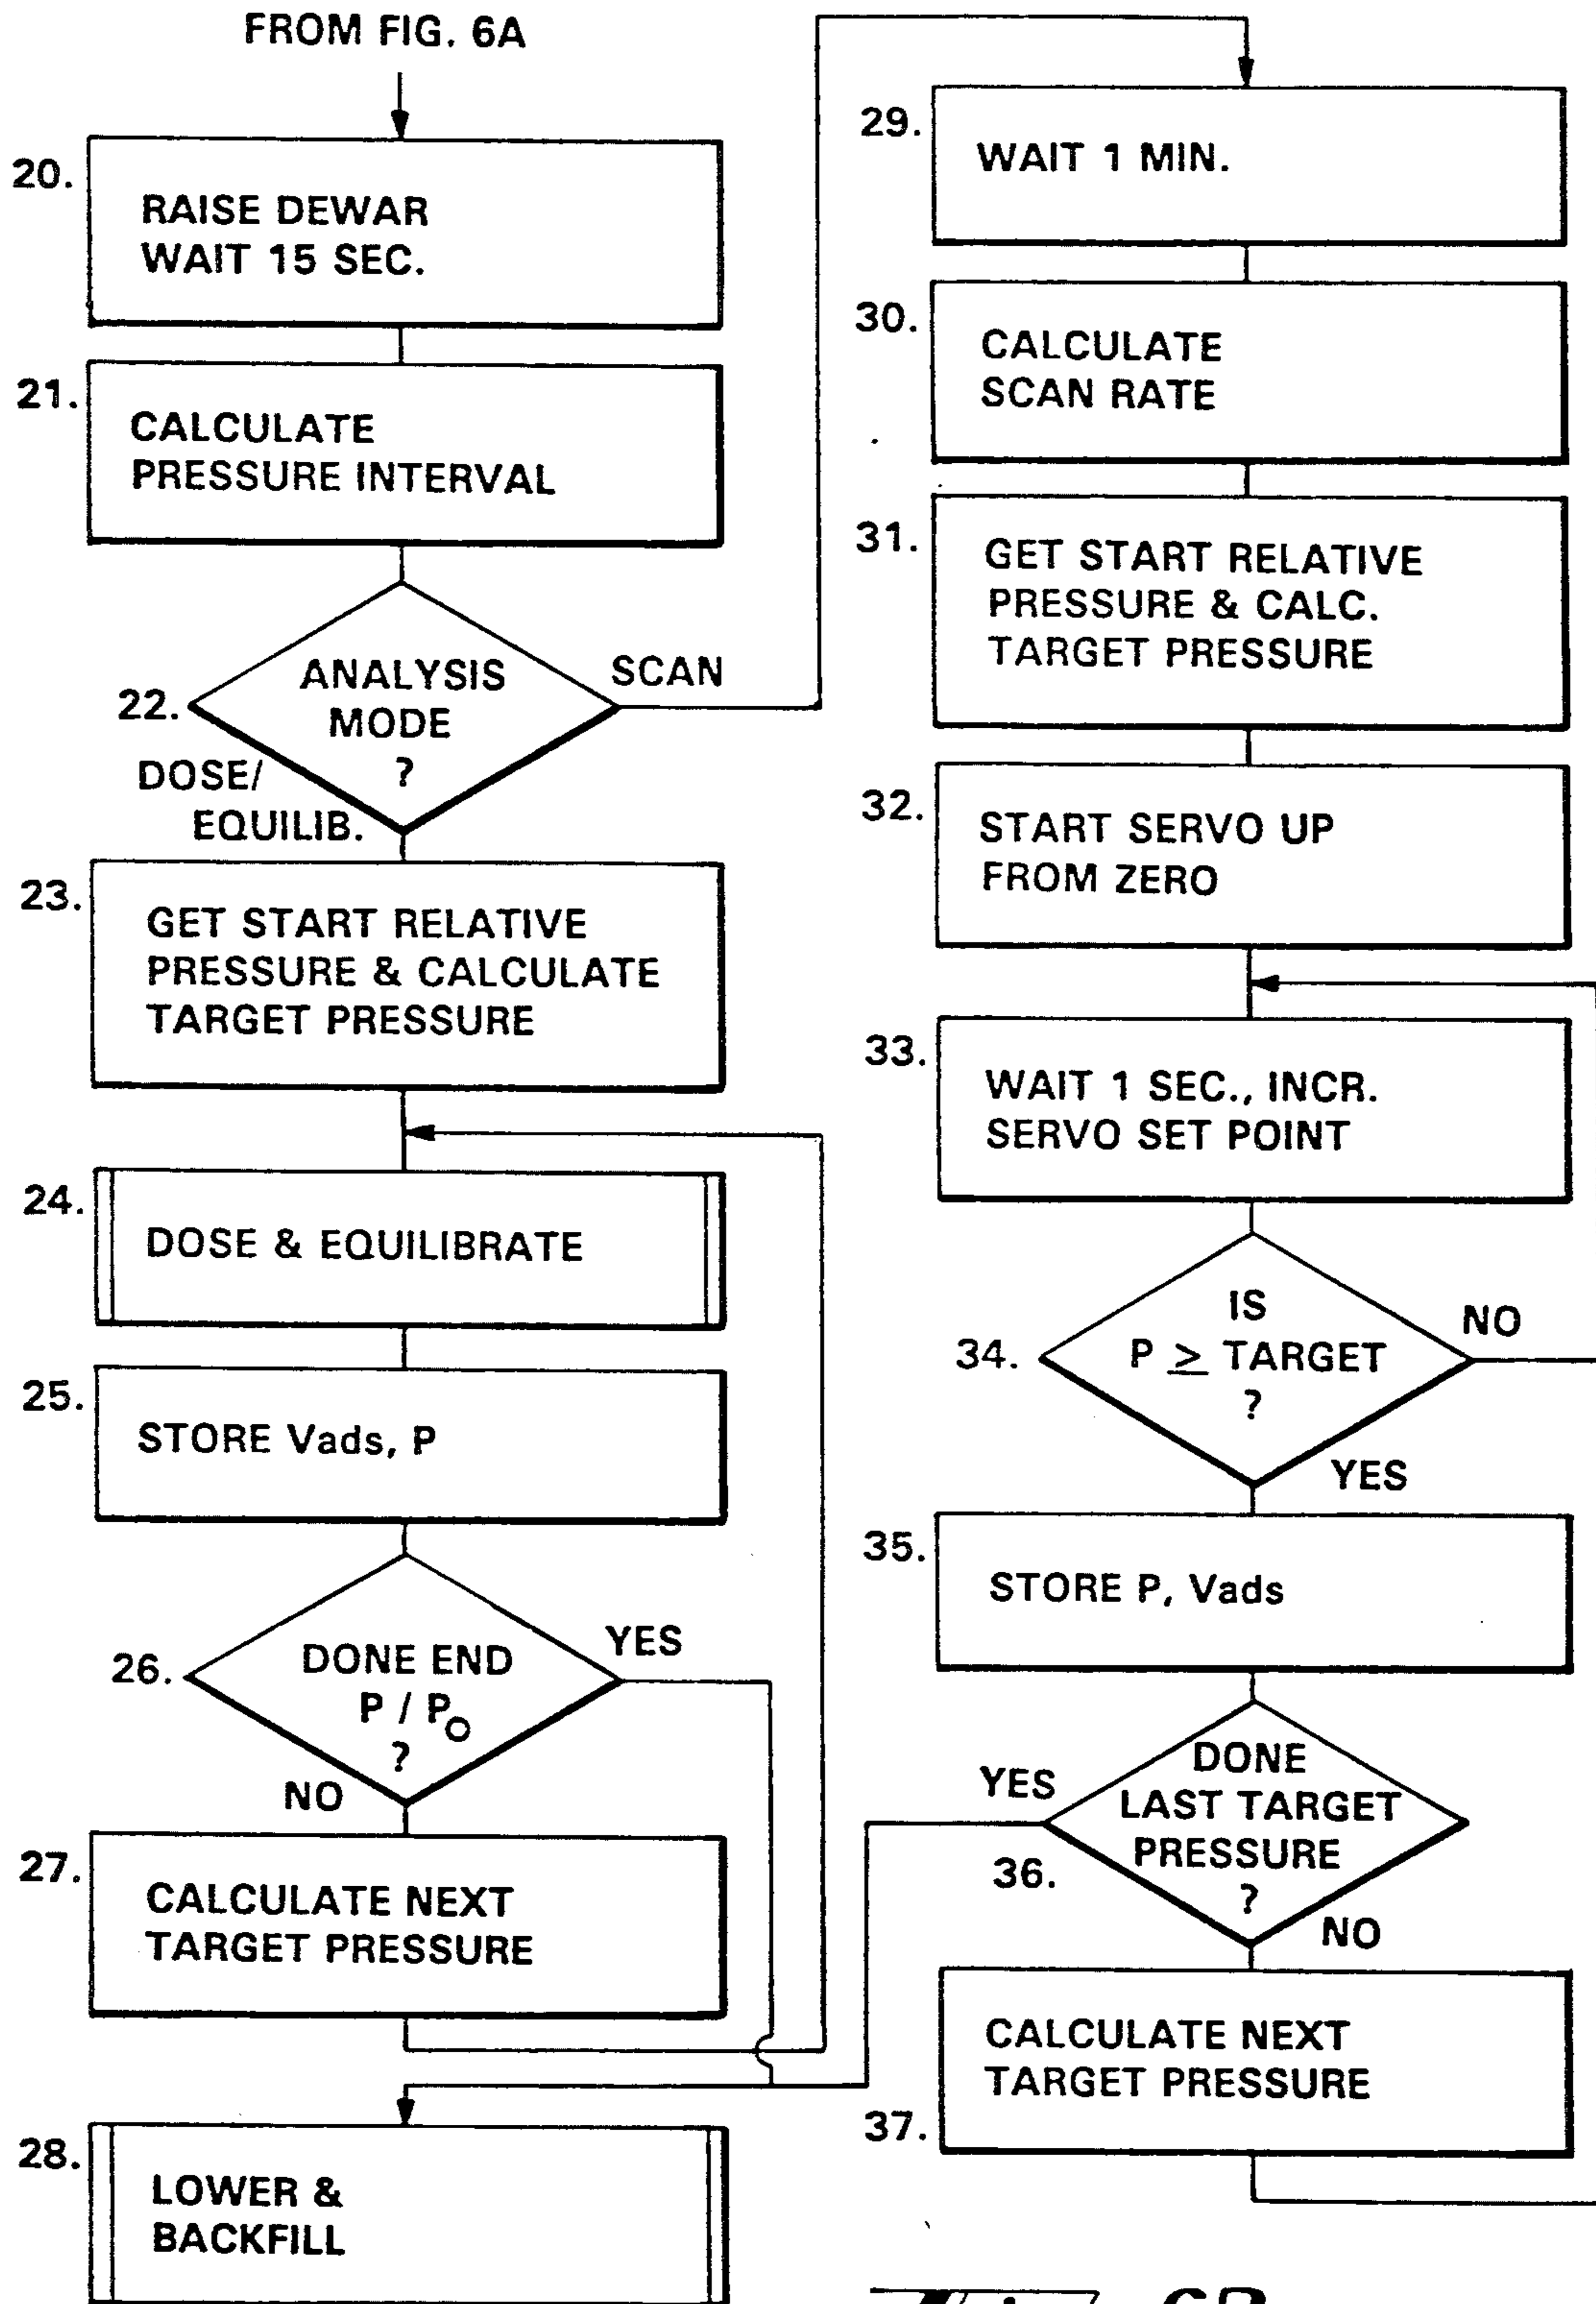 FROM FIG. 6A
20.
RAISE DEWAR
WAIT 15 SEC.
21.
CALCULATE
PRESSURE INTERVAL
22.
ANALYSIS
MODE
?
SCAN
DOSE/
EQUILIB.
23.
GET START RELATIVE
PRESSURE & CALCULATE
TARGET PRESSURE
24.
DOSE & EQUILIBRATE
25.
STORE Vads, P
26.
DONE END
P / PO
?
YES
NO
27.
CALCULATE NEXT
TARGET PRESSURE
28.
LOWER &
BACKFILL
29.
WAIT 1 MIN.
30.
CALCULATE
SCAN RATE
31.
GET START RELATIVE
PRESSURE & CALC.
TARGET PRESSURE
32.
START SERVO UP
FROM ZERO
33.
WAIT 1 SEC., INCR.
SERVO SET POINT
34.
IS
P ≥ TARGET
?
NO
YES
35.
STORE P, Vads
36.
DONE
LAST TARGET
PRESSURE
?
YES
NO
37.
CALCULATE NEXT
TARGET PRESSURE